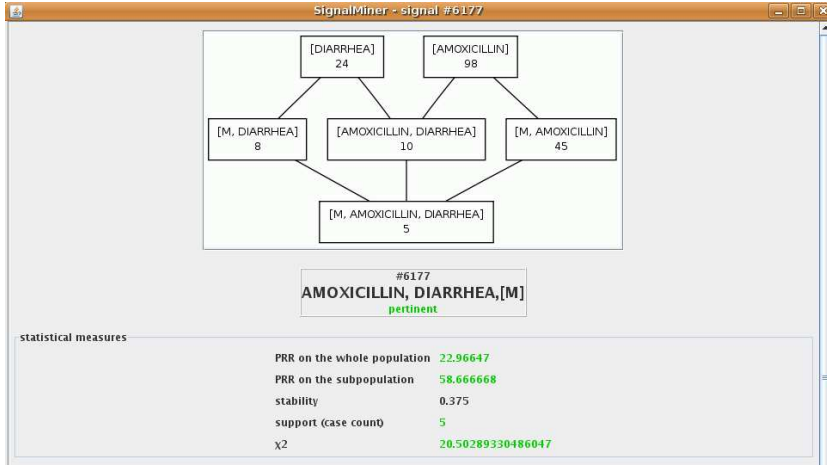 SignalMiner - signal #6177
[DIARRHEA] [AMOXICILLIN]
24 98
[M, DIARRHEA] [AMOXICILLIN, DIARRHEA] [M, AMOXICILLIN]
8 10 45
[M, AMOXICILLIN, DIARRHEA]
5
#6177
AMOXICILLIN, DIARRHEA,[M]
pertinent
statistical measures
PRR on the whole population 22.96647
PRR on the subpopulation 58.666668
stability 0.375
support (case count) 5
χ2 20.50289330486047